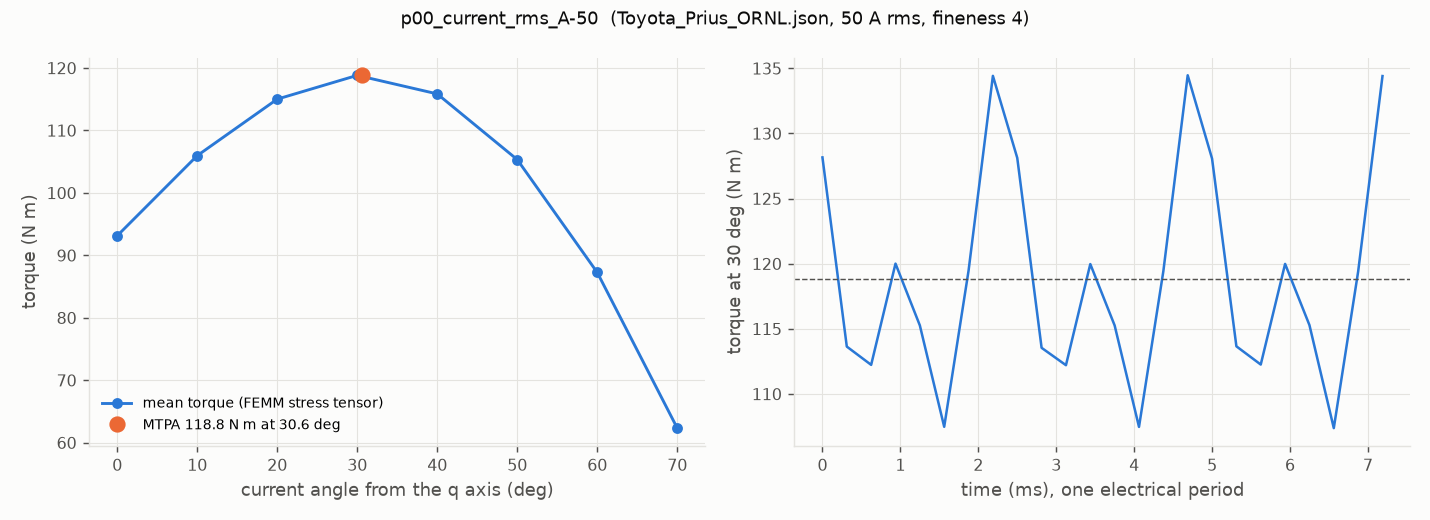 p00_current_rms_A-50  (Toyota_Prius_ORNL.json, 50 A rms, fineness 4)
torque (N m)
120
110
100
90
80
70
60
mean torque (FEMM stress tensor)
MTPA 118.8 N m at 30.6 deg
0 10 20 30 40 50 60 70
current angle from the q axis (deg)
torque at 30 deg (N m)
135
130
125
120
115
110
0 1 2 3 4 5 6 7
time (ms), one electrical period